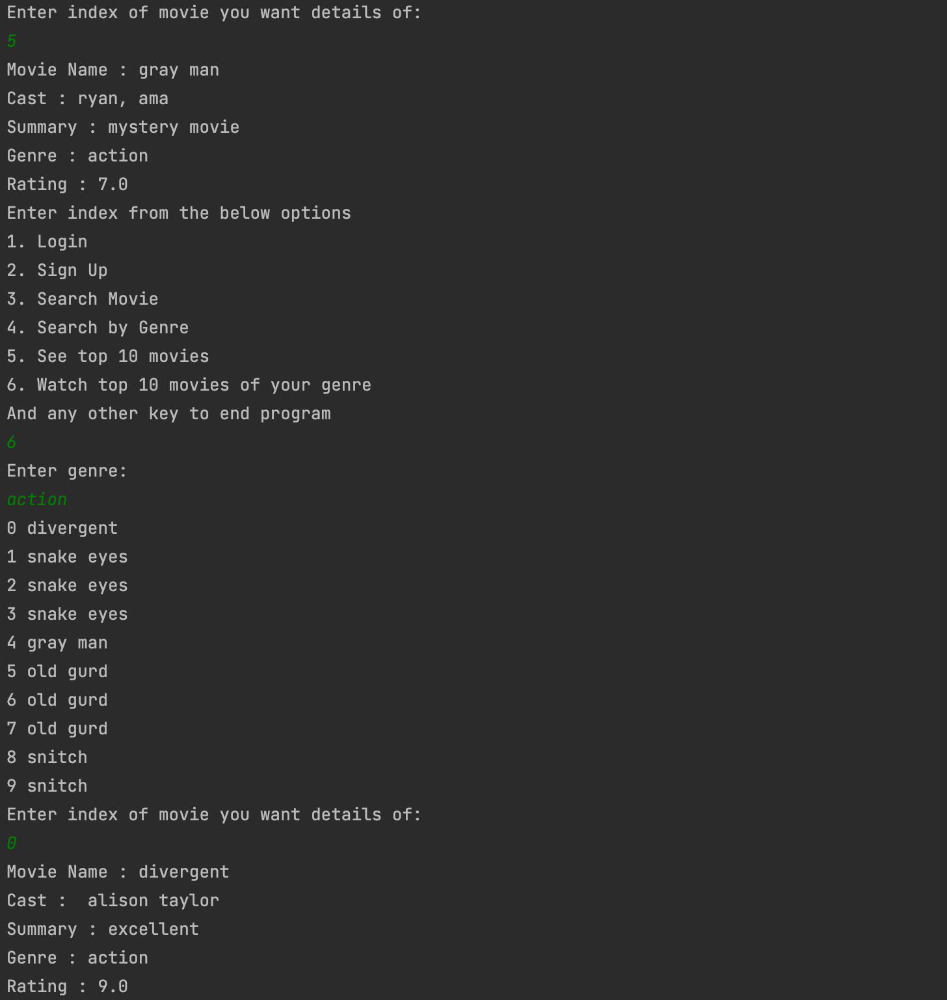 Enter index of movie you want details of:
5
Movie Name : gray man
Cast : ryan, ama
Summary : mystery movie
Genre : action
Rating : 7.0
Enter index from the below options
1. Login
2. Sign Up
3. Search Movie
4. Search by Genre
5. See top 10 movies
6. Watch top 10 movies of your genre
And any other key to end program
6
Enter genre:
action
0 divergent
1 snake eyes
2 snake eyes
3 snake eyes
4 gray man
5 old gurd
6 old gurd
7 old gurd
8 snitch
9 snitch
Enter index of movie you want details of:
0
Movie Name : divergent
Cast :  alison taylor
Summary : excellent
Genre : action
Rating : 9.0